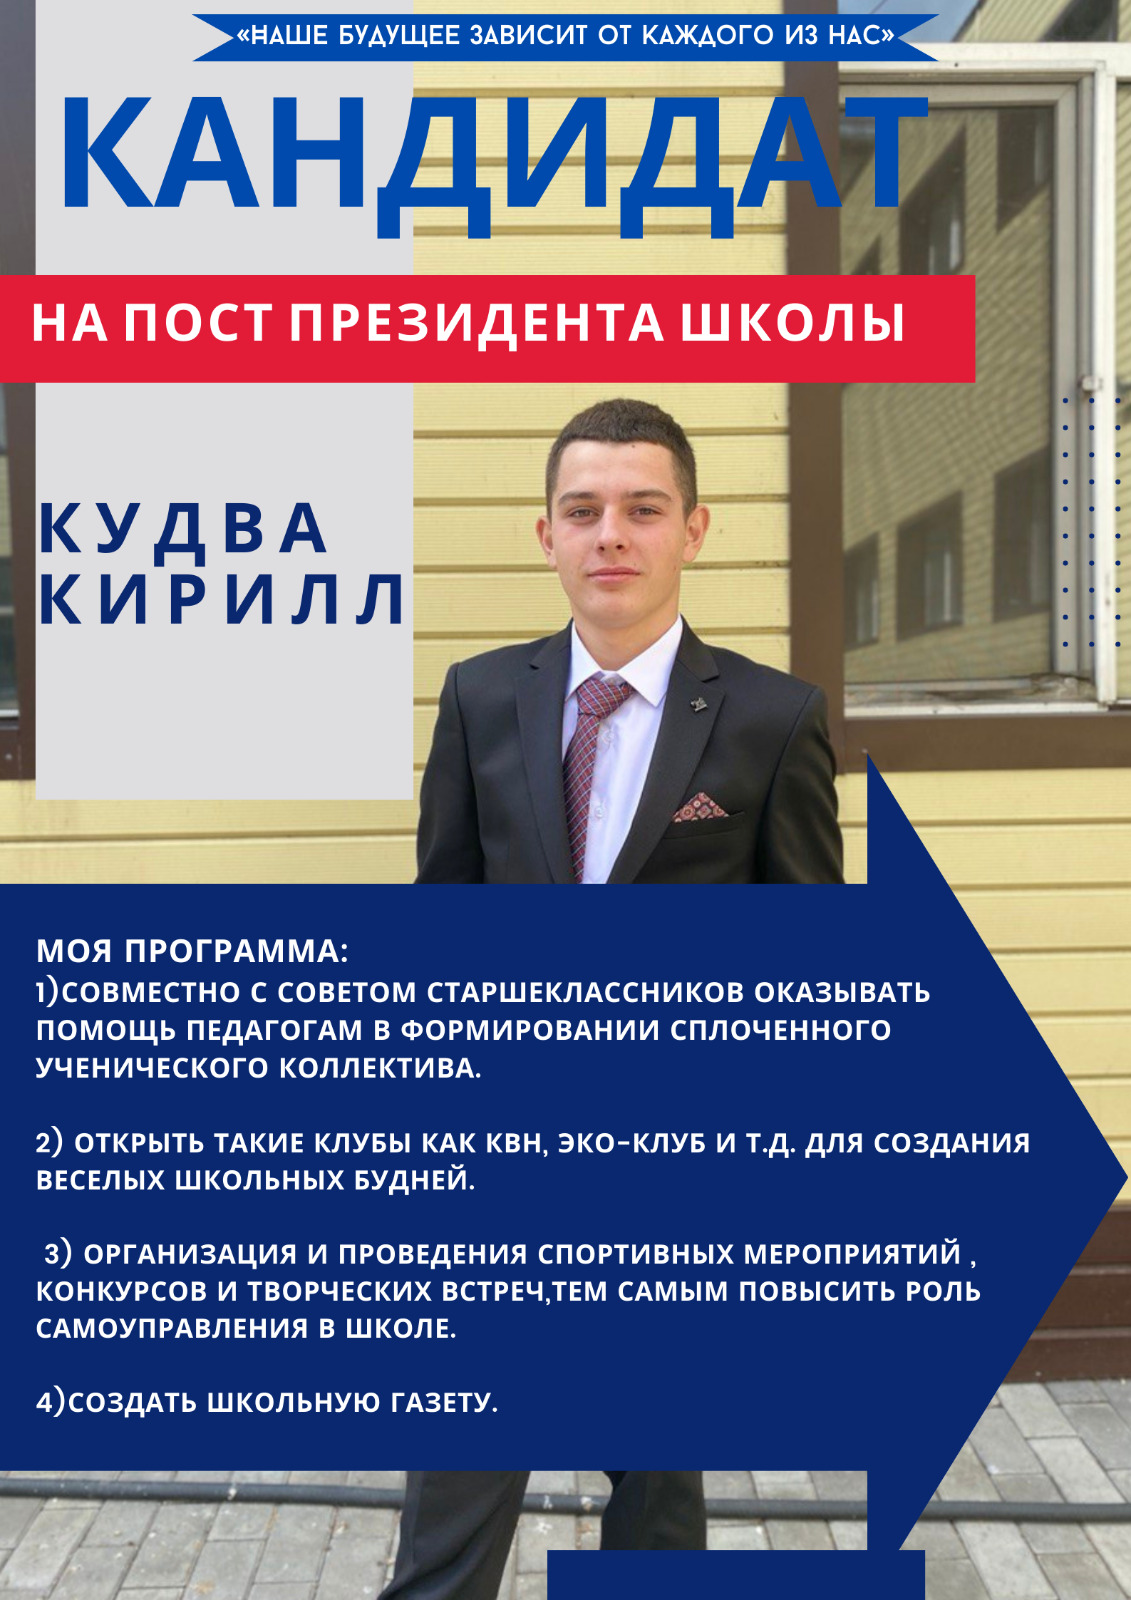 «НАШЕ БУДУЩЕЕ ЗАВИСИТ ОТ КАЖДОГО ИЗ НАС»
КАНДИДАТ
НА ПОСТ ПРЕЗИДЕНТА ШКОЛЫ
КУДВА
КИРИЛЛ
МОЯ ПРОГРАММА:
1)СОВМЕСТНО С СОВЕТОМ СТАРШЕКЛАССНИКОВ ОКАЗЫВАТЬ
ПОМОЩЬ ПЕДАГОГАМ В ФОРМИРОВАНИИ СПЛОЧЕННОГО
УЧЕНИЧЕСКОГО КОЛЛЕКТИВА.
2) ОТКРЫТЬ ТАКИЕ КЛУБЫ КАК КВН, ЭКО-КЛУБ И Т.Д. ДЛЯ СОЗДАНИЯ
ВЕСЕЛЫХ ШКОЛЬНЫХ БУДНЕЙ.
3) ОРГАНИЗАЦИЯ И ПРОВЕДЕНИЯ СПОРТИВНЫХ МЕРОПРИЯТИЙ ,
КОНКУРСОВ И ТВОРЧЕСКИХ ВСТРЕЧ,ТЕМ САМЫМ ПОВЫСИТЬ РОЛЬ
САМОУПРАВЛЕНИЯ В ШКОЛЕ.
4)СОЗДАТЬ ШКОЛЬНУЮ ГАЗЕТУ.